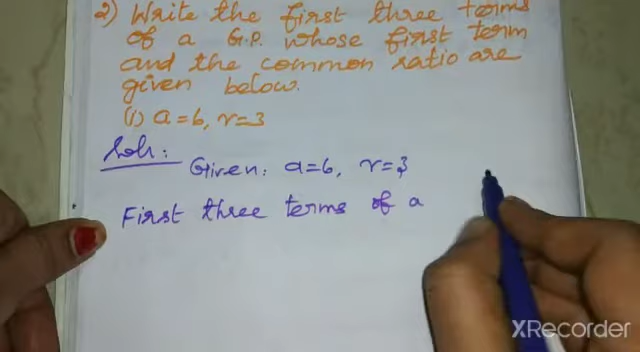 2) Write the first three terms
of a G.P. whose first term
and the common ratio are
given below.
(i) a=6, r=3
Soln:
Given: a=6, r=3
First three terms of a
XRecorder